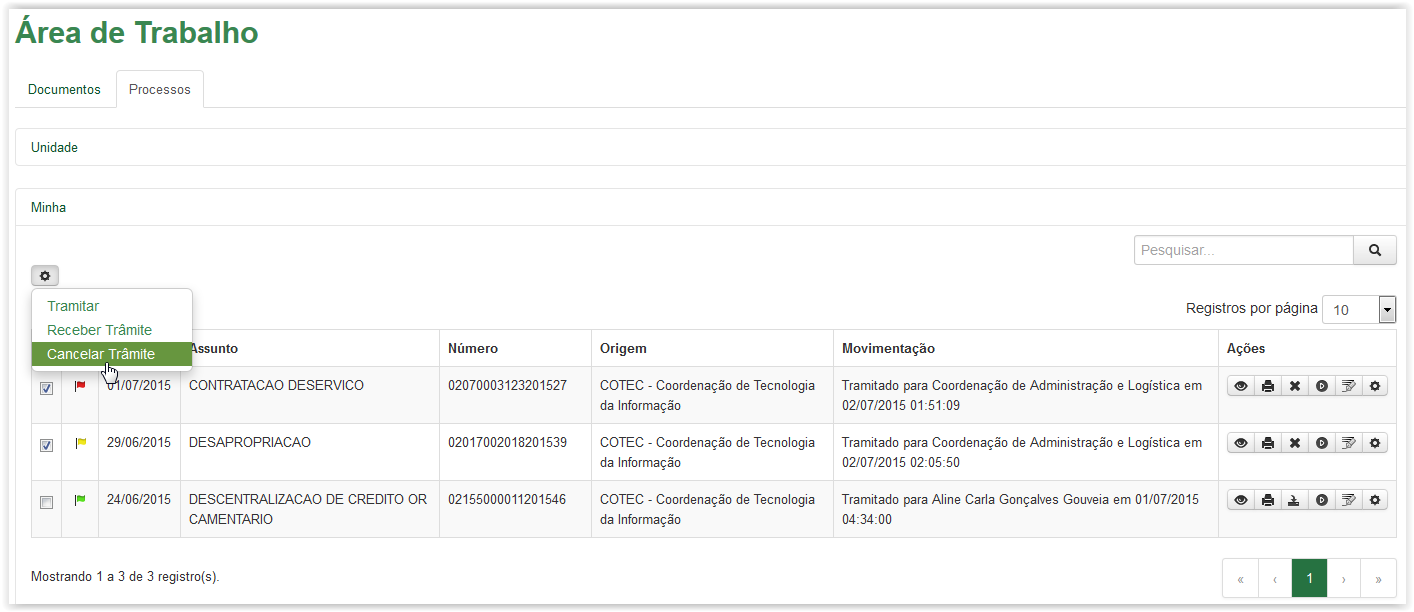 Área de Trabalho
Documentos Processos
Unidade
Minha
Pesquisar...
Tramitar
Receber Trâmite
Cancelar Trâmite
Registros por página 10
Assunto Número Origem Movimentação Ações
01/07/2015 CONTRATACAO DESERVICO 02070003123201527 COTEC - Coordenação de Tecnologia Tramitado para Coordenação de Administração e Logística em
da Informação 02/07/2015 01:51:09
29/06/2015 DESAPROPRIACAO 02017002018201539 COTEC - Coordenação de Tecnologia Tramitado para Coordenação de Administração e Logística em
da Informação 02/07/2015 02:05:50
24/06/2015 DESCENTRALIZACAO DE CREDITO OR 02155000011201546 COTEC - Coordenação de Tecnologia Tramitado para Aline Carla Gonçalves Gouveia em 01/07/2015
CAMENTARIO da Informação 04:34:00
Mostrando 1 a 3 de 3 registro(s).
« ‹ 1 › »